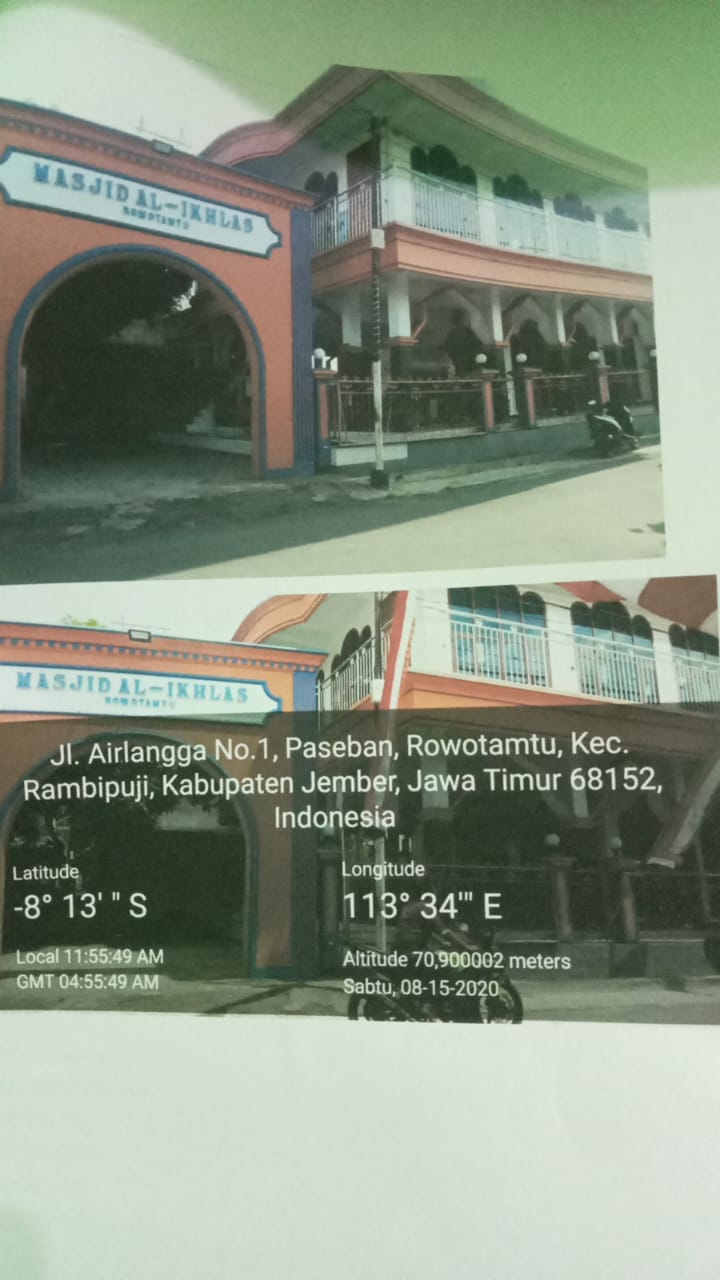 MASJID AL-IKHLAS
ROWOTAMTU
MASJID AL-IKHLAS
ROWOTAMTU
Jl. Airlangga No.1, Paseban, Rowotamtu, Kec.
Rambipuji, Kabupaten Jember, Jawa Timur 68152,
Indonesia
Latitude
-8° 13' " S
Longitude
113° 34'" E
Local 11:55:49 AM
GMT 04:55:49 AM
Altitude 70,900002 meters
Sabtu, 08-15-2020